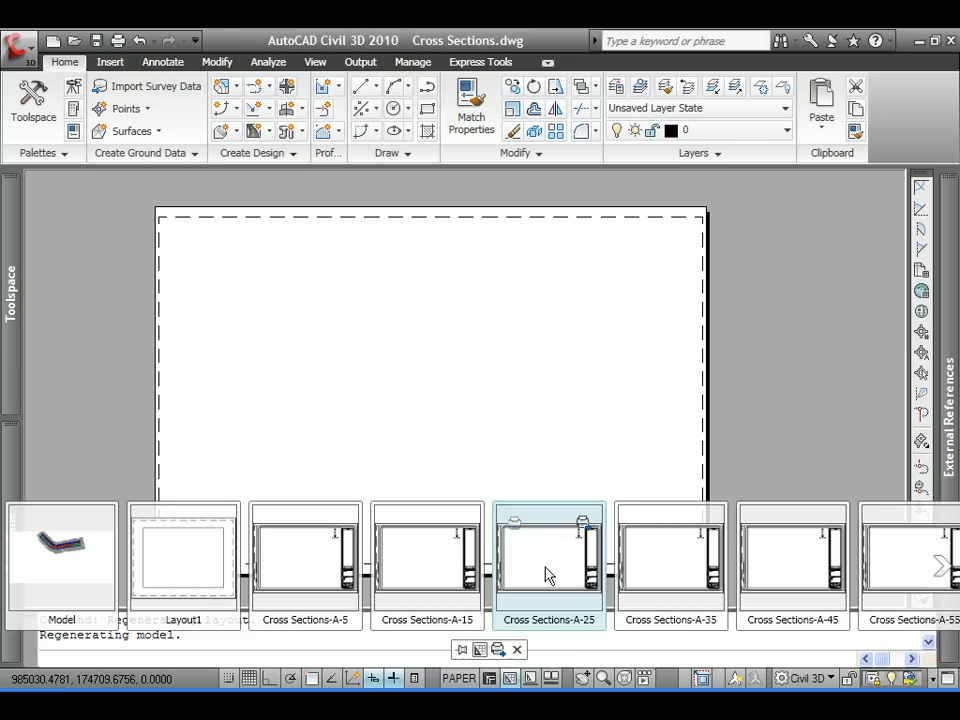 AutoCAD Civil 3D 2010 Cross Sections.dwg
Type a keyword or phrase
3D
Home Insert Annotate Modify Analyze View Output Manage Express Tools
Toolspace
Import Survey Data
Points
Surfaces
Match
Properties
Unsaved Layer State
0
Paste
Palettes Create Ground Data Create Design Prof... Draw Modify Layers Clipboard
Toolspace
External References
Model Layout1 Cross Sections-A-5 Cross Sections-A-15 Cross Sections-A-25 Cross Sections-A-35 Cross Sections-A-45 Cross Sections-A-55
Regenerating model.
985030.4781, 174709.6756, 0.0000 PAPER Civil 3D